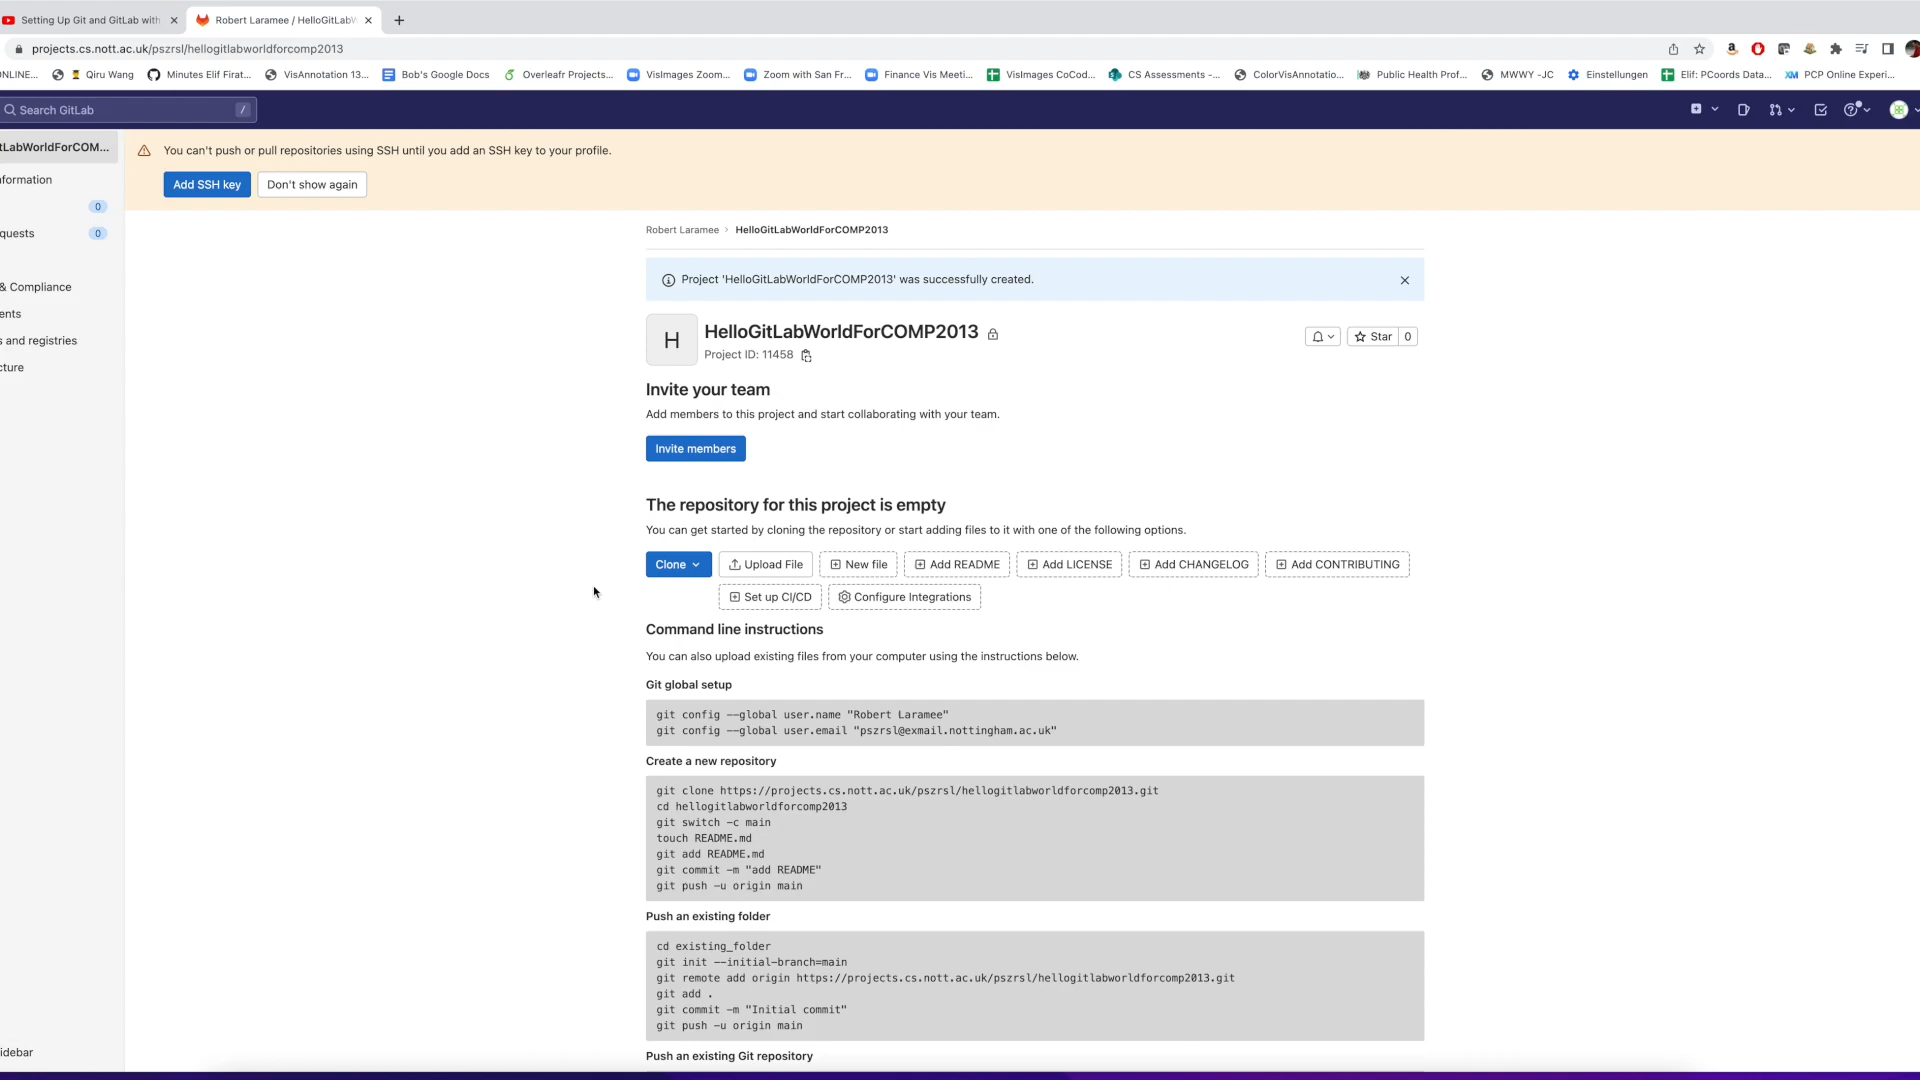 Setting Up Git and GitLab with
Robert Laramee / HelloGitLabW
projects.cs.nott.ac.uk/pszrsl/hellogitlabworldforcomp2013
ONLINE...
Qiru Wang
Minutes Elif Firat...
VisAnnotation 13...
Bob's Google Docs
Overleafr Projects...
VisImages Zoom...
Zoom with San Fr...
Finance Vis Meeti...
VisImages CoCod...
CS Assessments -...
ColorVisAnnotatio...
Public Health Prof...
MWWY -JC
Einstellungen
Elif: PCoords Data...
PCP Online Experi...
Search GitLab /
tLabWorldForCOM...
nformation
0
quests 0
& Compliance
ents
s and registries
cture
idebar
You can't push or pull repositories using SSH until you add an SSH key to your profile.
Add SSH key Don't show again
Robert Laramee › HelloGitLabWorldForCOMP2013
Project 'HelloGitLabWorldForCOMP2013' was successfully created.
H
HelloGitLabWorldForCOMP2013
Project ID: 11458
Star 0
Invite your team
Add members to this project and start collaborating with your team.
Invite members
The repository for this project is empty
You can get started by cloning the repository or start adding files to it with one of the following options.
Clone Upload File New file Add README Add LICENSE Add CHANGELOG Add CONTRIBUTING
Set up CI/CD Configure Integrations
Command line instructions
You can also upload existing files from your computer using the instructions below.
Git global setup
git config --global user.name "Robert Laramee"
git config --global user.email "pszrsl@exmail.nottingham.ac.uk"
Create a new repository
git clone https://projects.cs.nott.ac.uk/pszrsl/hellogitlabworldforcomp2013.git
cd hellogitlabworldforcomp2013
git switch -c main
touch README.md
git add README.md
git commit -m "add README"
git push -u origin main
Push an existing folder
cd existing_folder
git init --initial-branch=main
git remote add origin https://projects.cs.nott.ac.uk/pszrsl/hellogitlabworldforcomp2013.git
git add .
git commit -m "Initial commit"
git push -u origin main
Push an existing Git repository